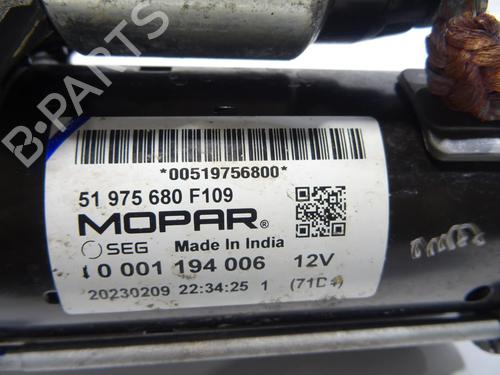 B-PARTS
*00519756800*
51 975 680 F109
MOPAR®
SEG Made In India
0 001 194 006 12V
20230209 22:34:25 1 (71D4)